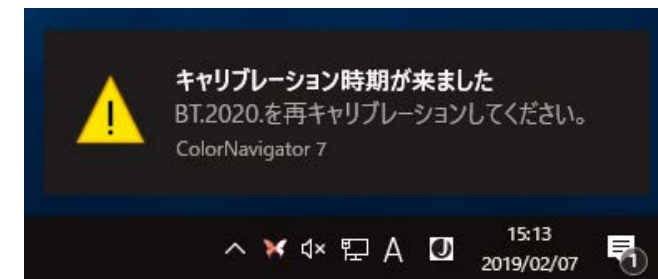 キャリブレーション時期が来ました
BT.2020.を再キャリブレーションしてください。
ColorNavigator 7
A
J
15:13
2019/02/07
1